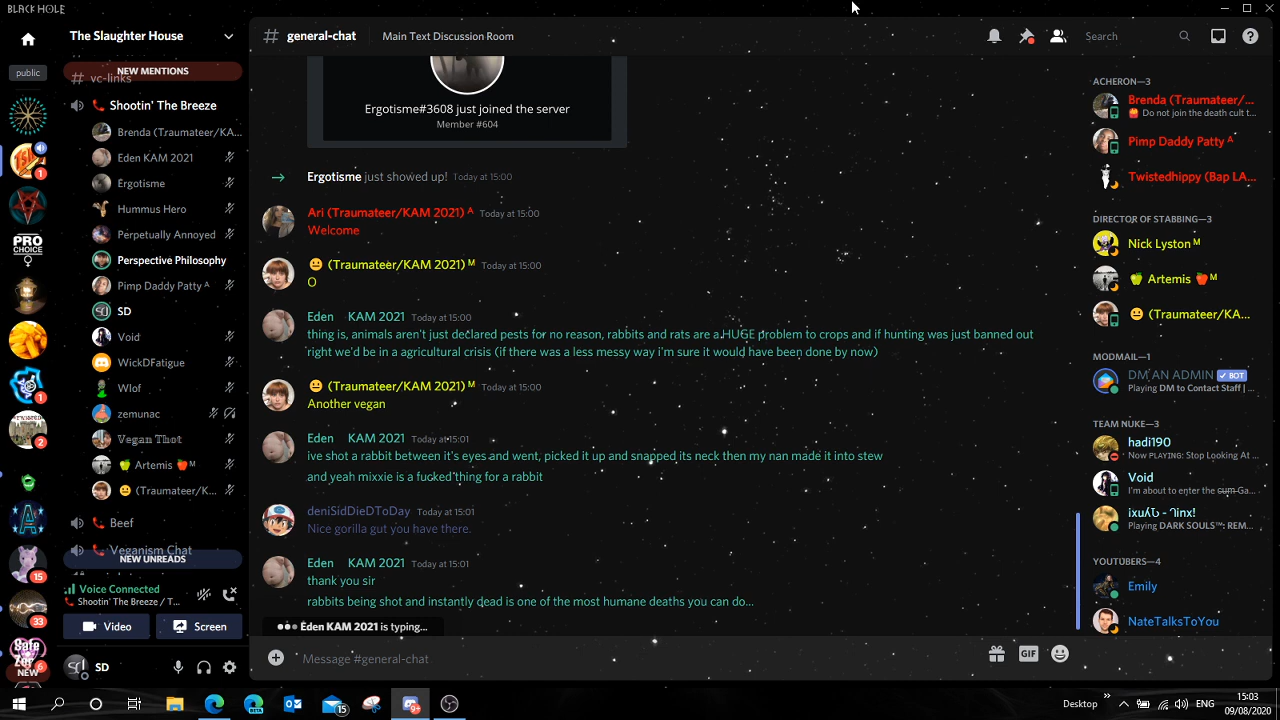 BLACK HOLE
The Slaughter House
# general-chat
Main Text Discussion Room
Search
public
NEW MENTIONS
# vc-links
Shootin' The Breeze
Brenda (Traumateer/KA...
Eden KAM 2021
Ergotisme
Hummus Hero
Perpetually Annoyed
Perspective Philosophy
Pimp Daddy Patty ᴬ
SD
Void
WickDFatigue
Wlof
zemunac
𝕍𝕖𝕘𝕒𝕟 𝕋𝕙𝕠𝕥
🍏 Artemis 🍎ᴹ
😐 (Traumateer/K...
Beef
Veganism Chat
NEW UNREADS
Voice Connected
Shootin' The Breeze / T...
Video
Screen
SD
PRO
CHOICE
1
1
2
15
33
6
NEW
Ergotisme#3608 just joined the server
Member #604
Ergotisme just showed up! Today at 15:00
Ari (Traumateer/KAM 2021) ᴬ Today at 15:00
Welcome
😐 (Traumateer/KAM 2021) ᴹ Today at 15:00
O
Eden KAM 2021 Today at 15:00
thing is, animals aren't just declared pests for no reason, rabbits and rats are a HUGE problem to crops and if hunting was just banned out
right we'd be in a agricultural crisis (if there was a less messy way i'm sure it would have been done by now)
😐 (Traumateer/KAM 2021) ᴹ Today at 15:00
Another vegan
Eden KAM 2021 Today at 15:01
ive shot a rabbit between it's eyes and went, picked it up and snapped its neck then my nan made it into stew
and yeah mixxie is a fucked thing for a rabbit
deniSidDieDToDay Today at 15:01
Nice gorilla gut you have there.
Eden KAM 2021 Today at 15:01
thank you sir
rabbits being shot and instantly dead is one of the most humane deaths you can do...
Eden KAM 2021 is typing...
Message #general-chat
GIF
ACHERON—3
Brenda (Traumateer/...
Do not join the death cult t...
Pimp Daddy Patty ᴬ
Twistedhippy (Bap LA...
DIRECTOR OF STABBING—3
Nick Lyston ᴹ
🍏 Artemis 🍎ᴹ
😐 (Traumateer/KA...
MODMAIL—1
DM AN ADMIN ✓ BOT
Playing DM to Contact Staff | ...
TEAM NUKE—3
hadi190
Now PLAYING: Stop Looking At ...
Void
I'm about to enter the cum Ga...
Playing DARK SOULS™: REM...
YOUTUBERS—4
Emily
NateTalksToYou
15
Desktop
ENG
15:03
09/08/2020